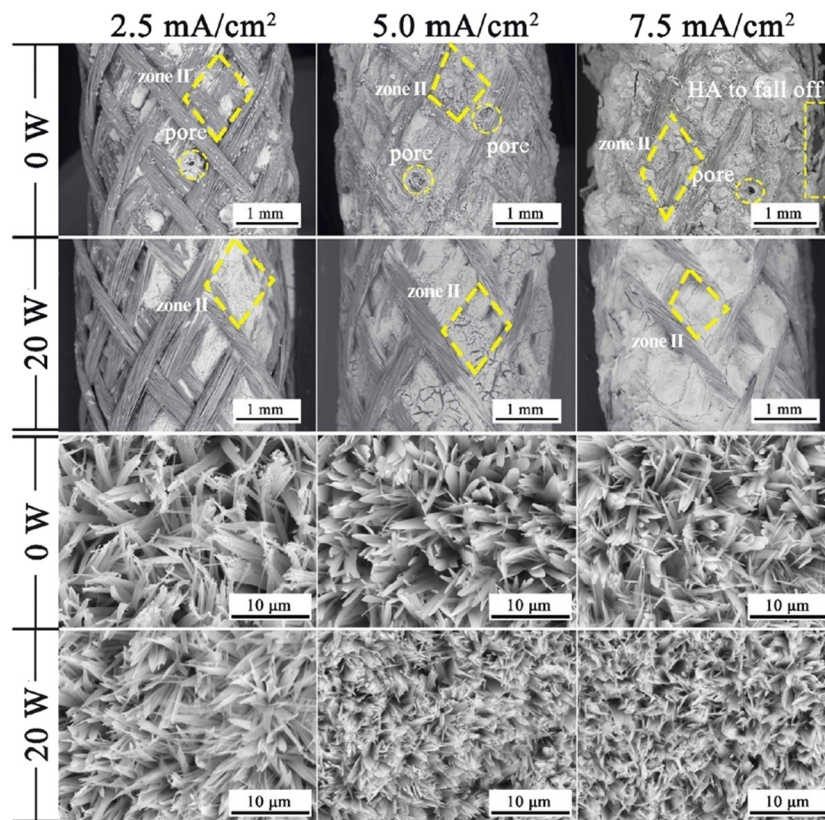 2.5 mA/cm² 5.0 mA/cm² 7.5 mA/cm²
0 W
zone II
pore
1 mm
zone II
pore
pore
1 mm
HA to fall off
zone II
pore
1 mm
20 W
zone II
1 mm
zone II
1 mm
zone II
1 mm
0 W
10 μm
10 μm
10 μm
20 W
10 μm
10 μm
10 μm